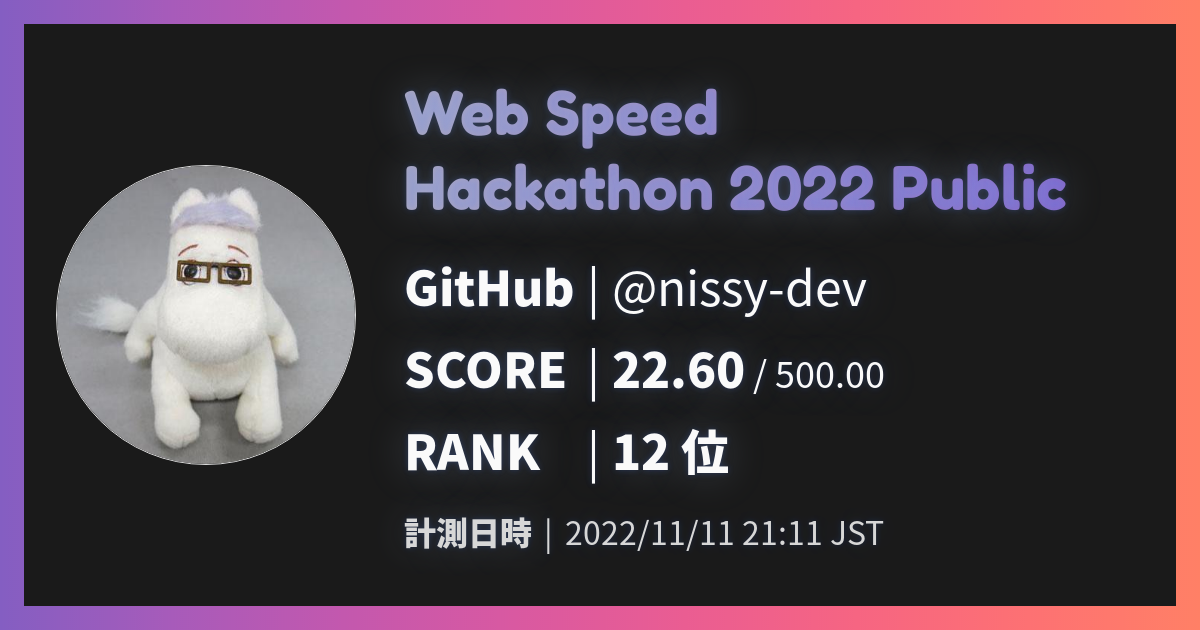 Web Speed
Hackathon 2022 Public
GitHub | @nissy-dev
SCORE | 22.60 / 500.00
RANK | 12 位
計測日時 | 2022/11/11 21:11 JST